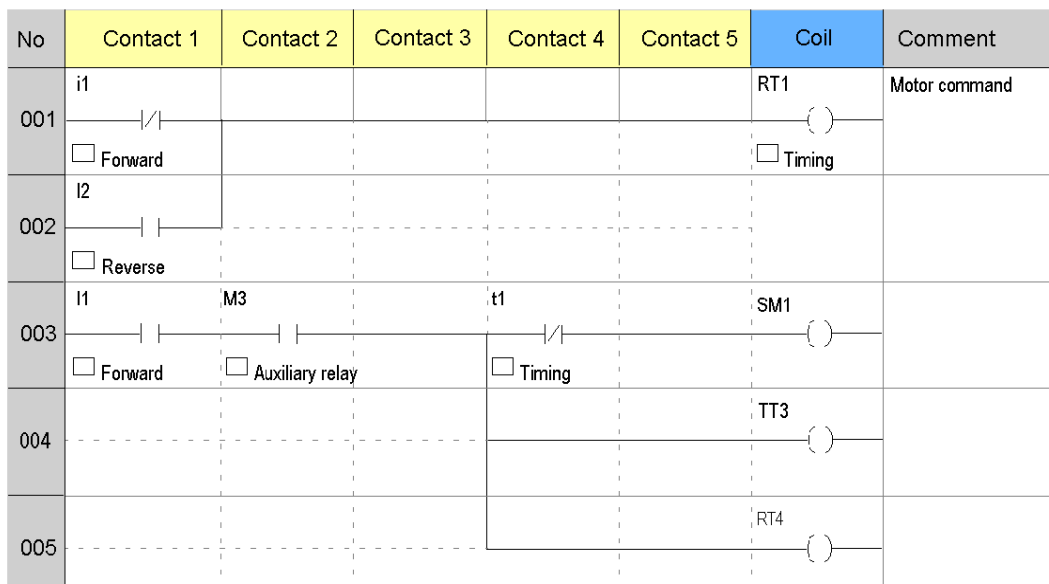 No Contact 1 Contact 2 Contact 3 Contact 4 Contact 5 Coil Comment
i1 RT1 Motor command
001
Forward Timing
I2
002
Reverse
I1 M3 t1 SM1
003
Forward Auxiliary relay Timing
TT3
004
RT4
005